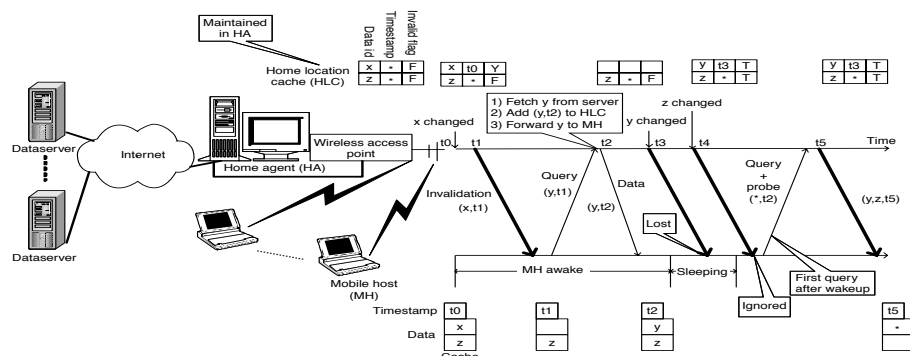 Maintained
in HA
Data id
Timestamp
Invalid flag
Home location
cache (HLC)
x * F
z * F
x t0 Y
z * F
z * F
y t3 T
z * T
y t3 T
z * T
1) Fetch y from server
2) Add (y,t2) to HLC
3) Forward y to MH
x changed
y changed
z changed
t0
t1
t2
t3
t4
t5
Time
Dataserver
Internet
Wireless access
point
Home agent (HA)
Invalidation
(x,t1)
Query
(y,t1)
Data
(y,t2)
Query
+
probe
(*,t2)
(y,z,t5)
Lost
Dataserver
Mobile host
(MH)
MH awake
Sleeping
Ignored
First query
after wakeup
Timestamp
t0
t1
t2
t5
Data
x
y
*
z
z
z
Cache